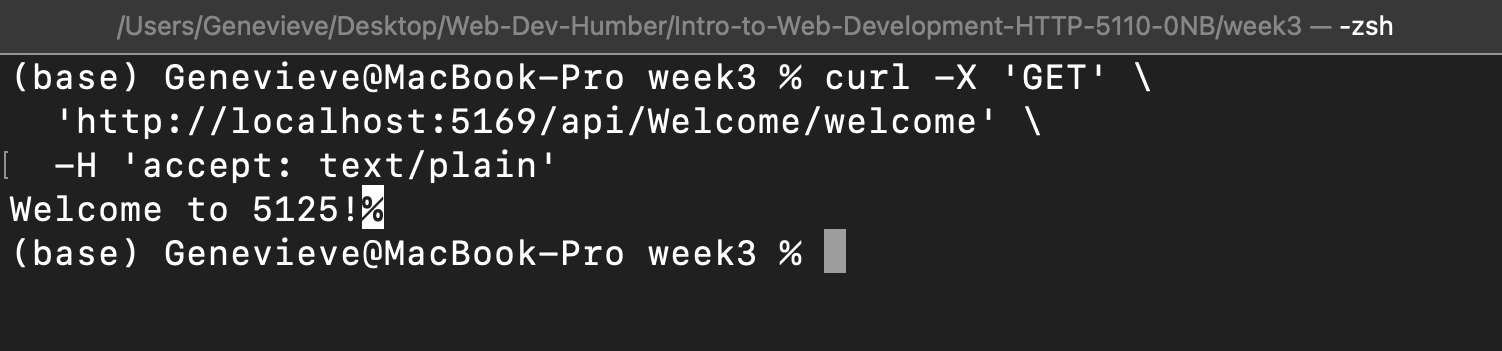 /Users/Genevieve/Desktop/Web-Dev-Humber/Intro-to-Web-Development-HTTP-5110-0NB/week3 — -zsh
(base) Genevieve@MacBook-Pro week3 % curl -X 'GET' \
  'http://localhost:5169/api/Welcome/welcome' \
[  -H 'accept: text/plain'
Welcome to 5125!%
(base) Genevieve@MacBook-Pro week3 %